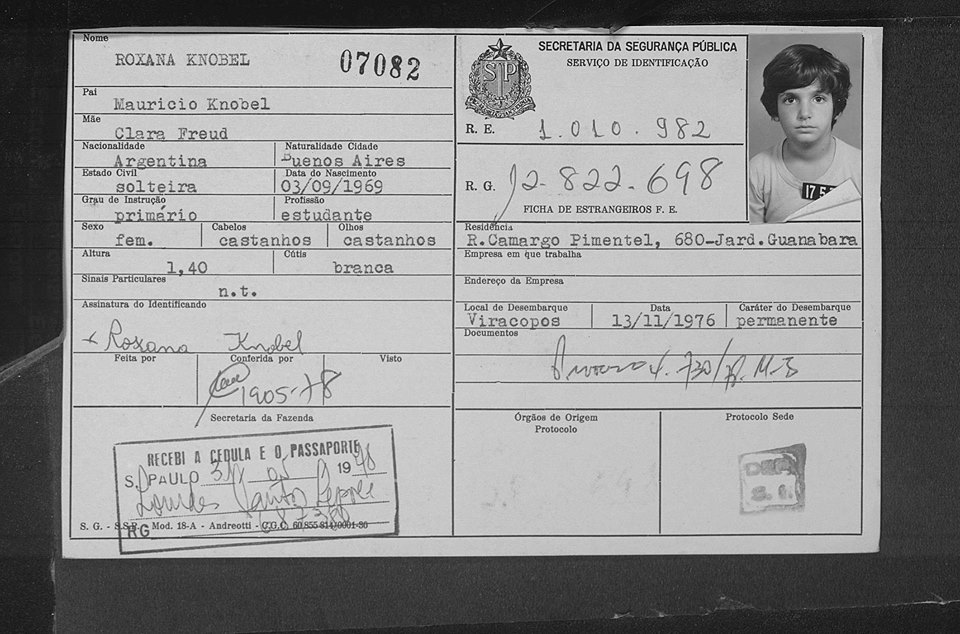 Nome
ROXANA KNOBEL
07082
Pai
Mauricio Knobel
Mãe
Clara Freud
Nacionalidade
Naturalidade Cidade
Argentina
Buenos Aires
Estado Civil
Data do Nascimento
solteira
03/09/1969
Grau de Instrução
Profissão
primário
estudante
Sexo
Cabelos
Olhos
fem.
castanhos
castanhos
Altura
Cútis
1,40
branca
Sinais Particulares
n.t.
Assinatura do Identificando
x Roxana Knobel
Feita por
Conferida por
Visto
1905-78
Secretaria da Fazenda
RECEBI A CEDULA E O PASSAPORTE
S. PAULO
19
Lourdes
RG
S. G. - S.S.P. Mod. 18-A - Andreotti - C.G.C.
SP
SECRETARIA DA SEGURANÇA PÚBLICA
SERVIÇO DE IDENTIFICAÇÃO
R. E. 1.010.982
R. G. 12-822-698
FICHA DE ESTRANGEIROS F. E.
Residência
R.Camargo Pimentel, 680-Jard.Guanabara
Empresa em que trabalha
Endereço da Empresa
Local de Desembarque
Data
Caráter do Desembarque
Viracopos
13/11/1976
permanente
Documentos
Órgãos de Origem
Protocolo
Protocolo Sede